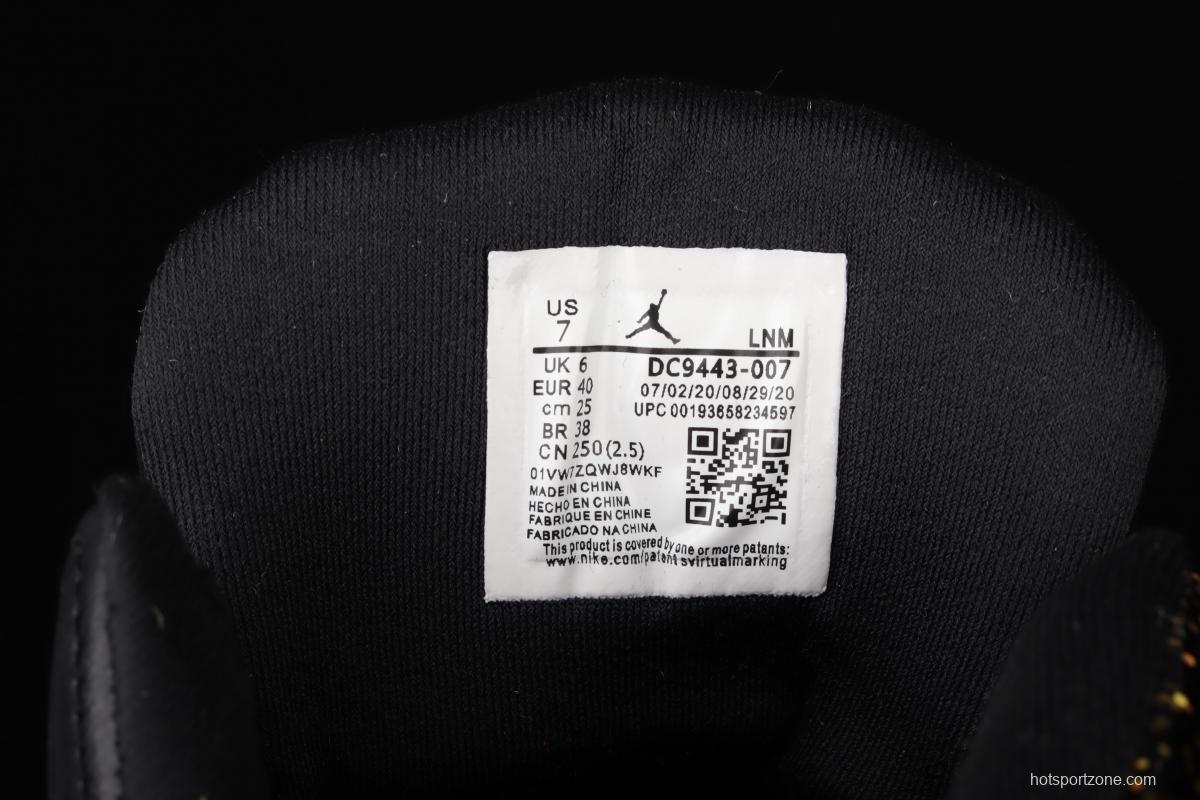 US
7
LNM
UK 6
DC9443-007
EUR 40
07/02/20/08/29/20
cm 25
UPC 00193658234597
BR 38
CN 250(2.5)
01VW7ZQWJ8WKF
MADE IN CHINA
HECHO EN CHINA
FABRIQUE EN CHINE
FABRICADO NA CHINA
This product is covered by one or more patants:
www.nike.com/patent svirtualmarking
hotsportzone.com